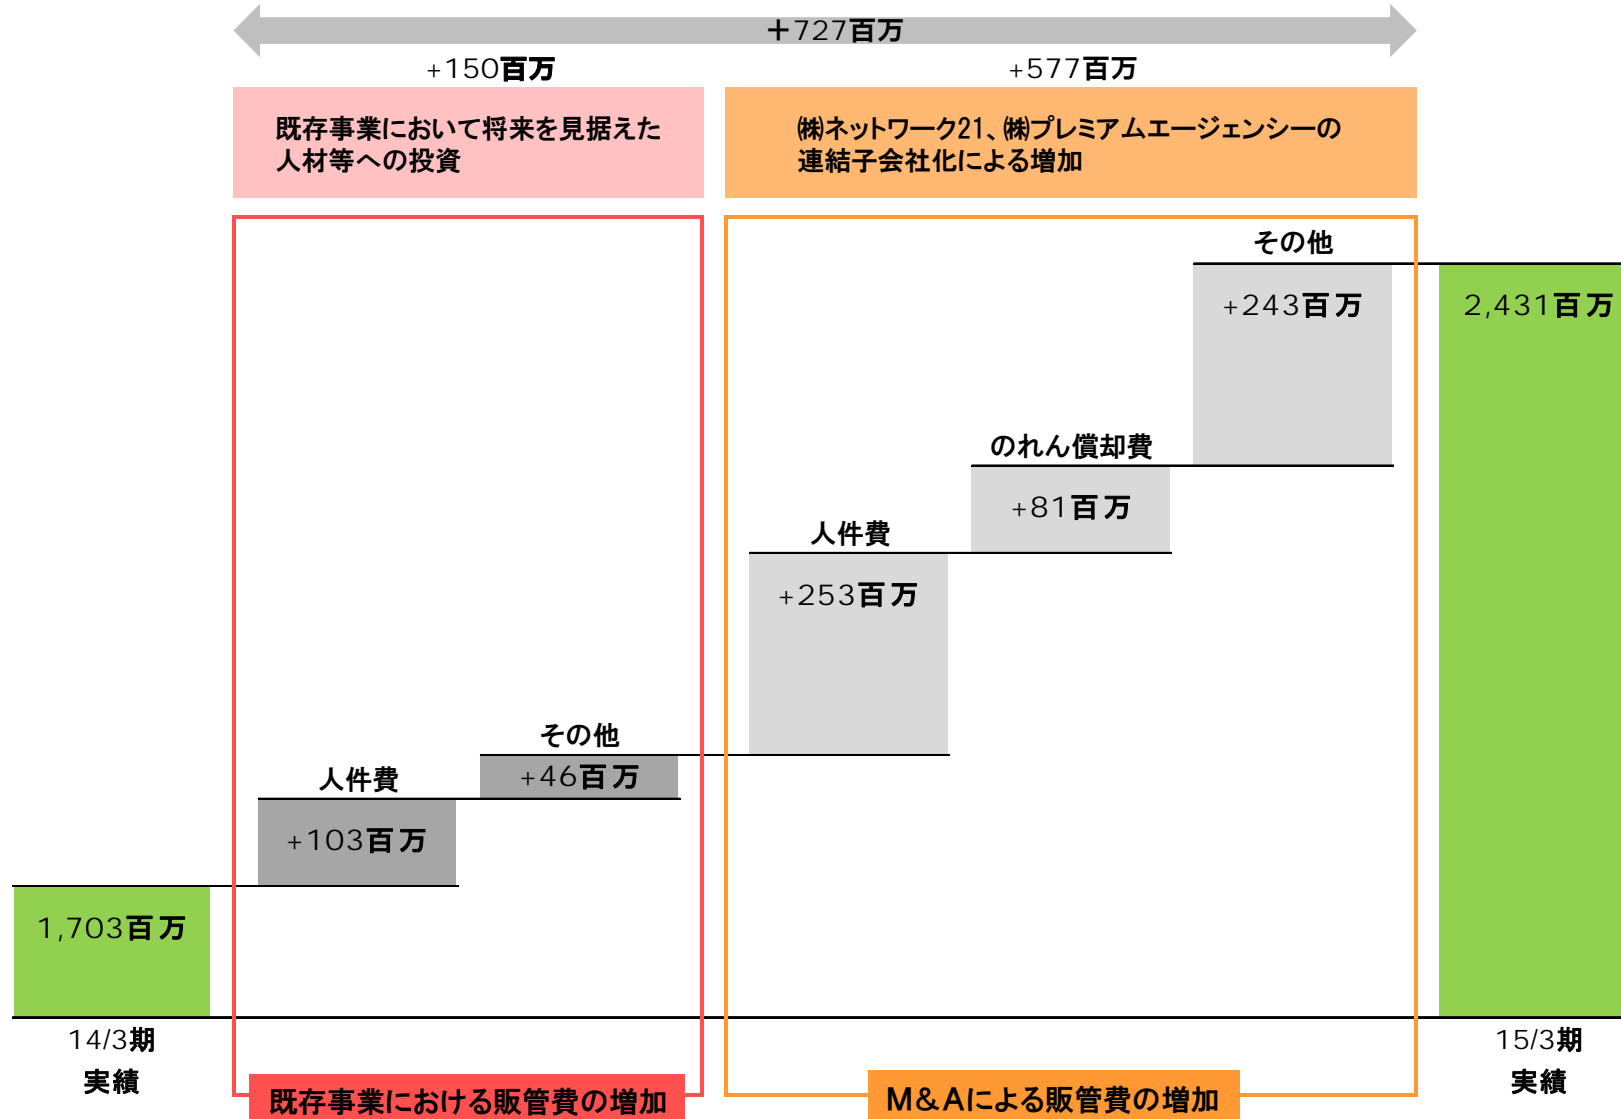 ＋727百万
+150百万
+577百万
既存事業において将来を見据えた
人材等への投資
㈱ネットワーク21、㈱プレミアムエージェンシーの
連結子会社化による増加
その他
+243百万
2,431百万
のれん償却費
+81百万
人件費
+253百万
その他
+46百万
人件費
+103百万
1,703百万
14/3期
実績
15/3期
実績
既存事業における販管費の増加
M&Aによる販管費の増加